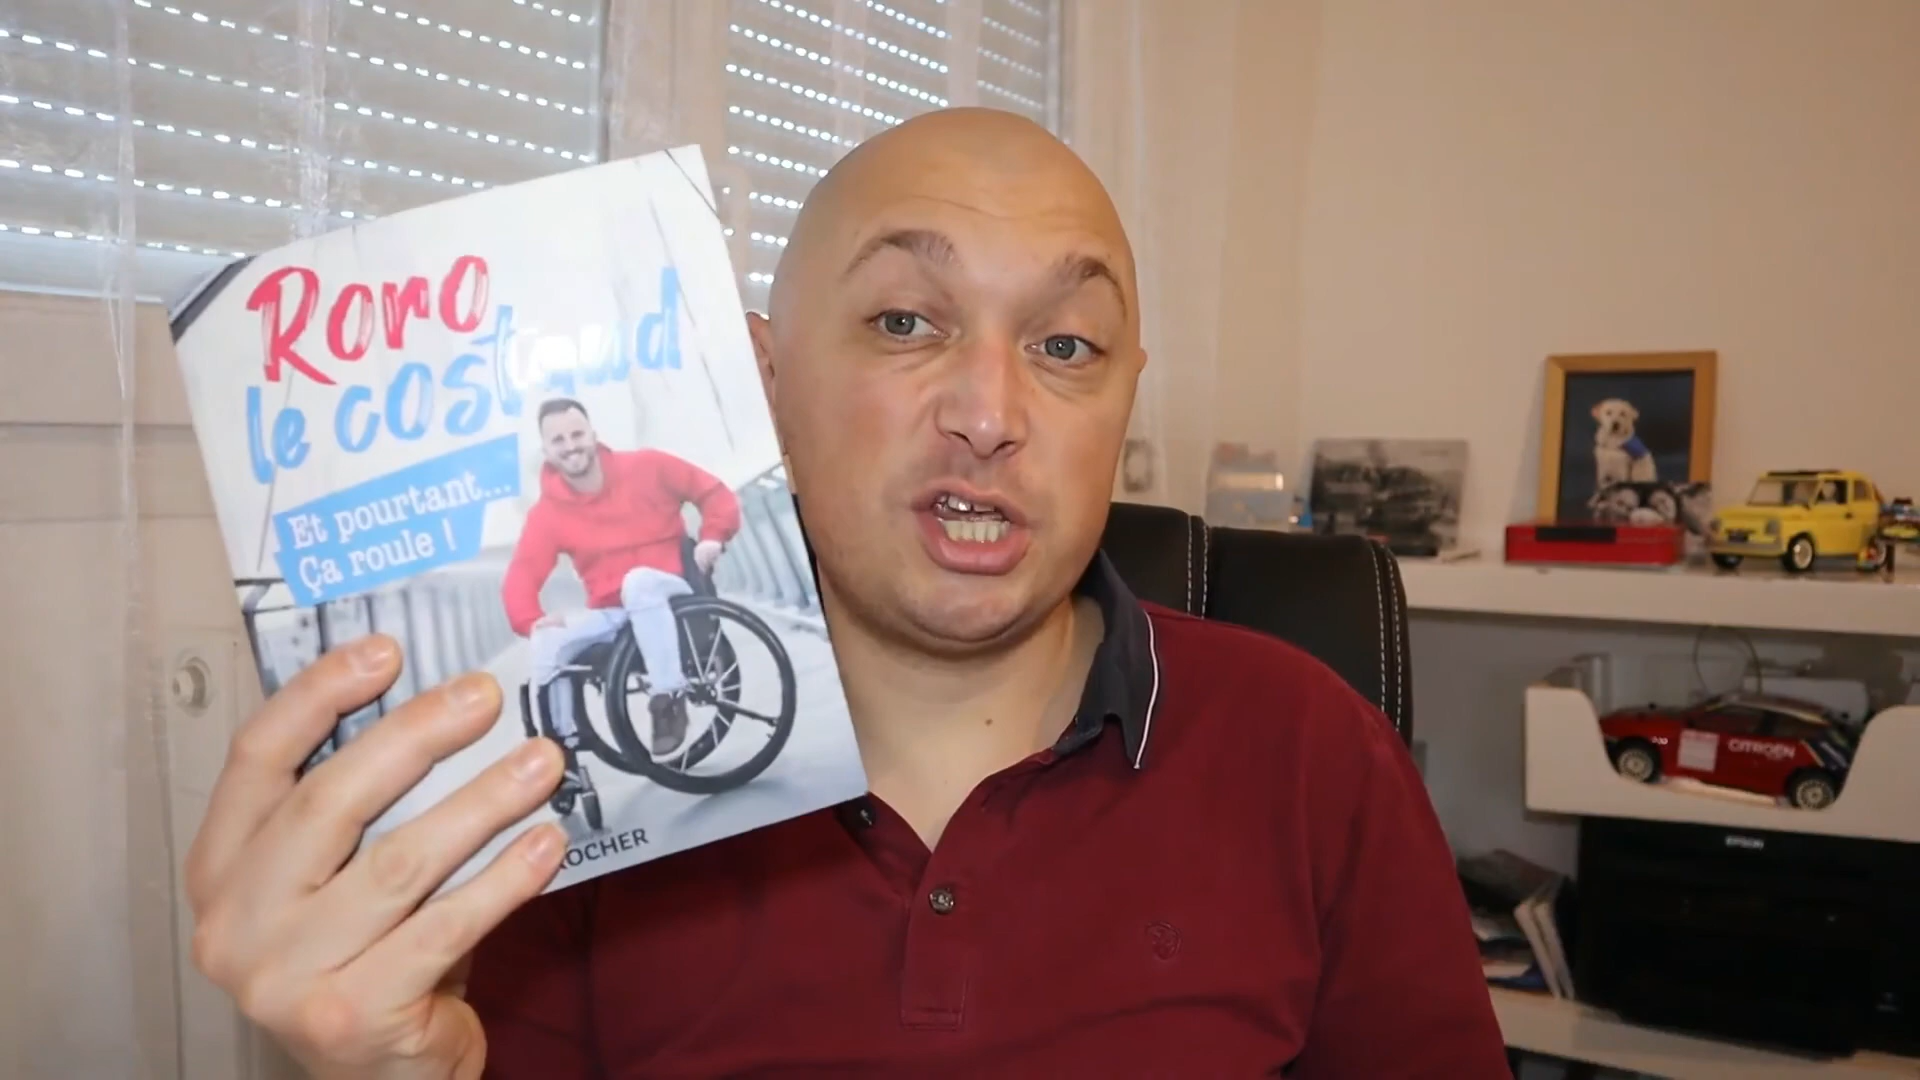 Roro
le costaud
Et pourtant...
Ça roule !
ROCHER
CITROËN
EPSON